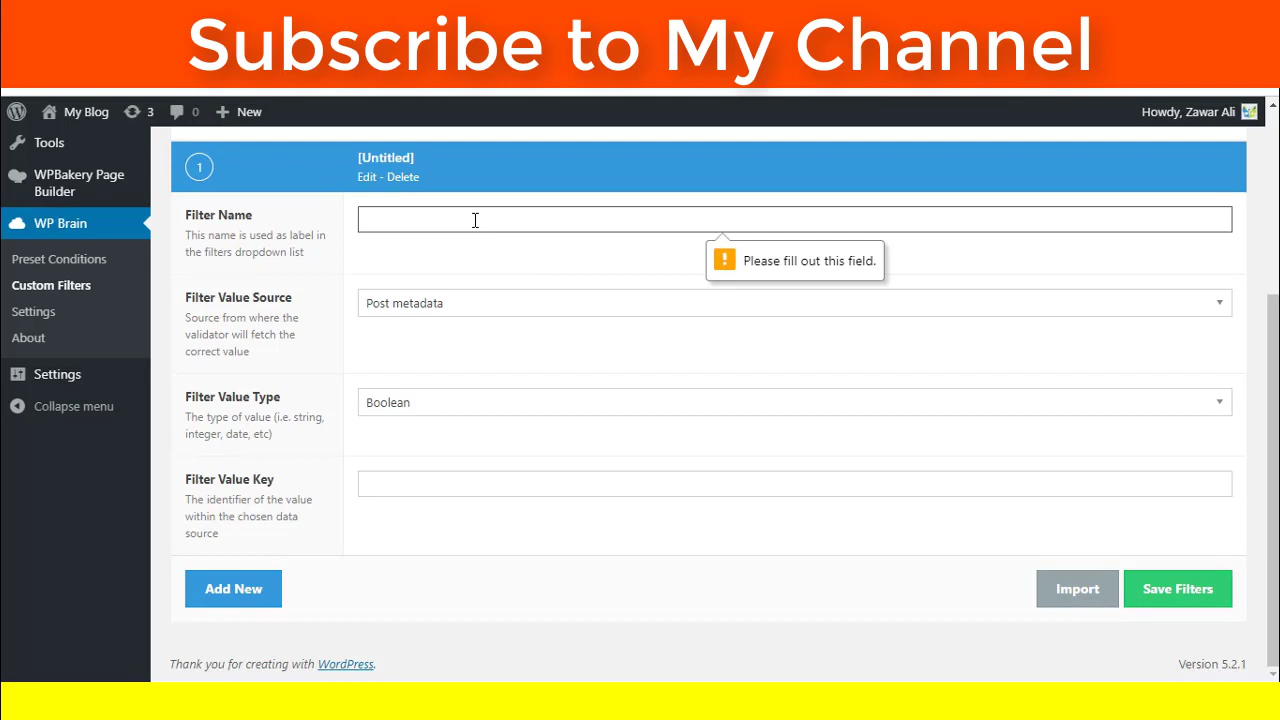 Subscribe to My Channel
My Blog 3 0 New Howdy, Zawar Ali
Tools
WPBakery Page
Builder
WP Brain
Preset Conditions
Custom Filters
Settings
About
Settings
Collapse menu
1
[Untitled]
Edit - Delete
Filter Name
This name is used as label in
the filters dropdown list
! Please fill out this field.
Filter Value Source
Source from where the
validator will fetch the
correct value
Post metadata
Filter Value Type
The type of value (i.e. string,
integer, date, etc)
Boolean
Filter Value Key
The identifier of the value
within the chosen data
source
Add New Import Save Filters
Thank you for creating with WordPress. Version 5.2.1